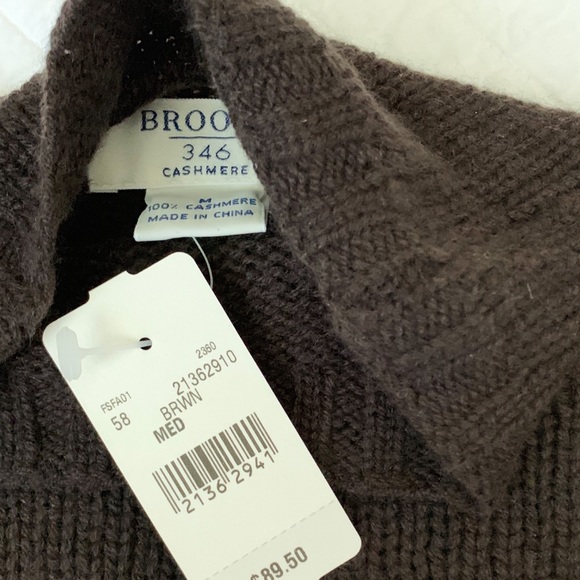 BROO
346
CASHMERE
M
100% CASHMERE
MADE IN CHINA
2360
FSFA01
21362910
58
BRWN
MED
2136 2941
$89.50